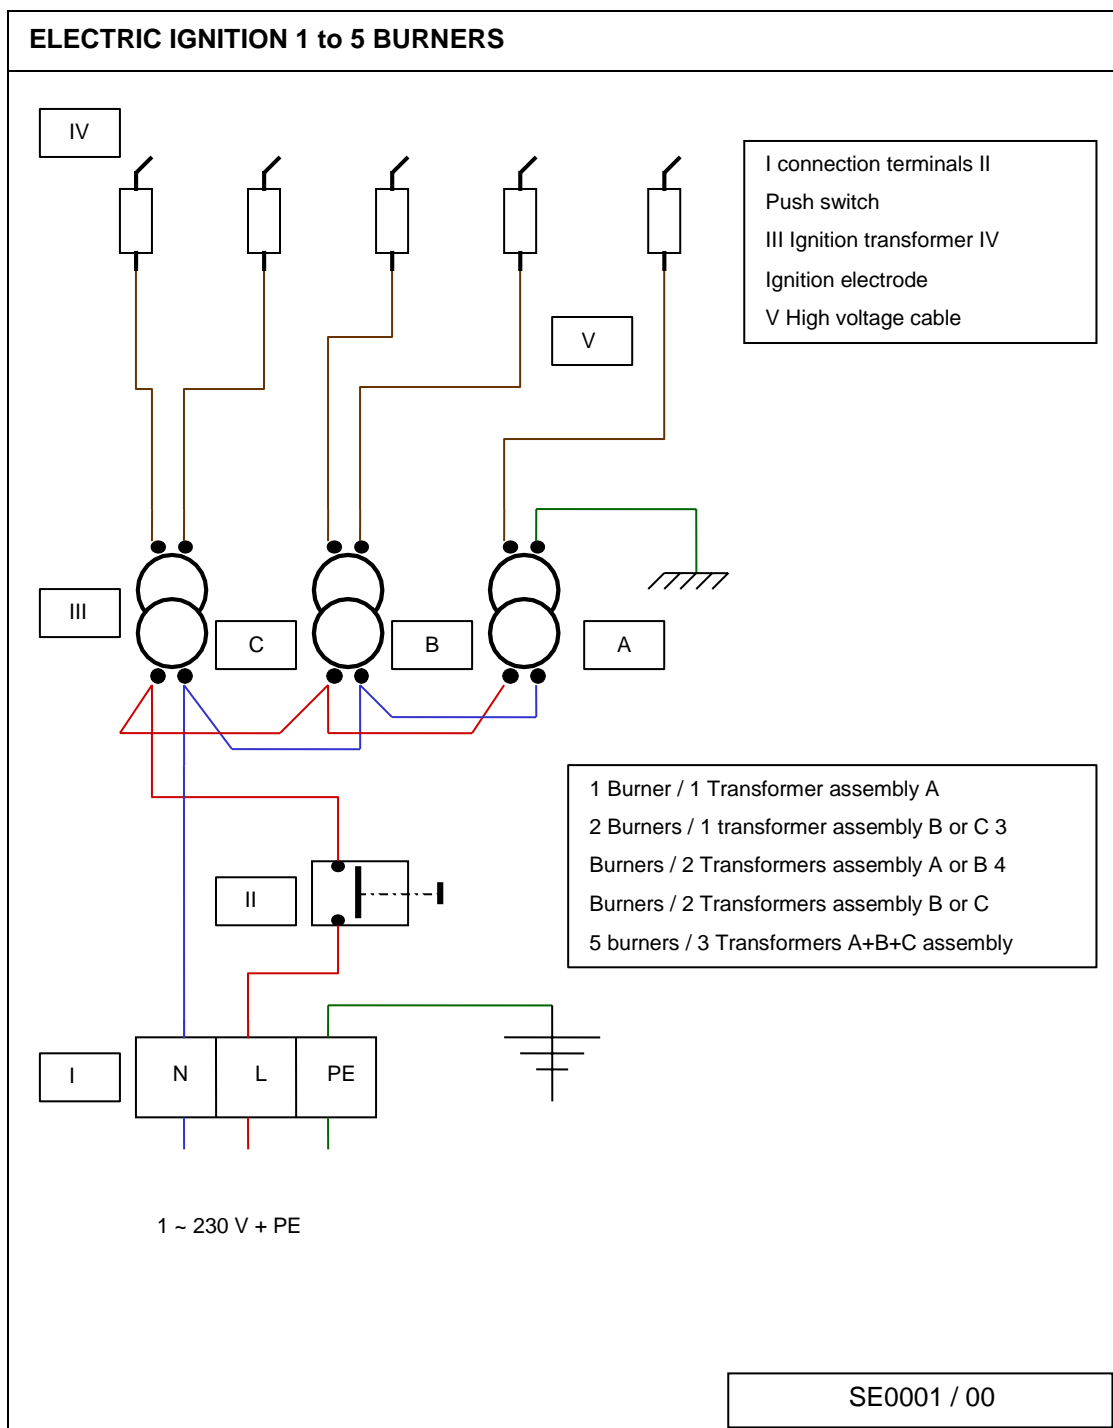 ELECTRIC IGNITION 1 to 5 BURNERS
IV
I connection terminals II
Push switch
III Ignition transformer IV
Ignition electrode
V High voltage cable
V
III
C
B
A
1 Burner / 1 Transformer assembly A
2 Burners / 1 transformer assembly B or C 3
Burners / 2 Transformers assembly A or B 4
Burners / 2 Transformers assembly B or C
5 burners / 3 Transformers A+B+C assembly
II
I
N
L
PE
1 ~ 230 V + PE
SE0001 / 00